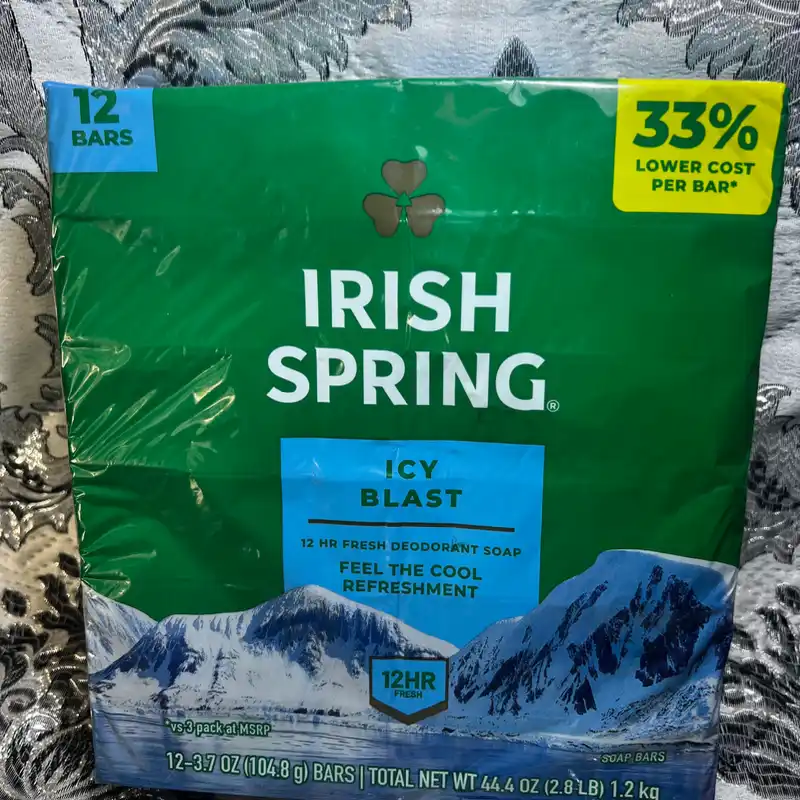 12
BARS
33%
LOWER COST
PER BAR*
IRISH
SPRING®
ICY
BLAST
12 HR FRESH DEODORANT SOAP
FEEL THE COOL
REFRESHMENT
12HR
FRESH
*vs 3 pack at MSRP
SOAP BARS
12-3.7 OZ (104.8 g) BARS | TOTAL NET WT 44.4 OZ (2.8 LB) 1.2 kg